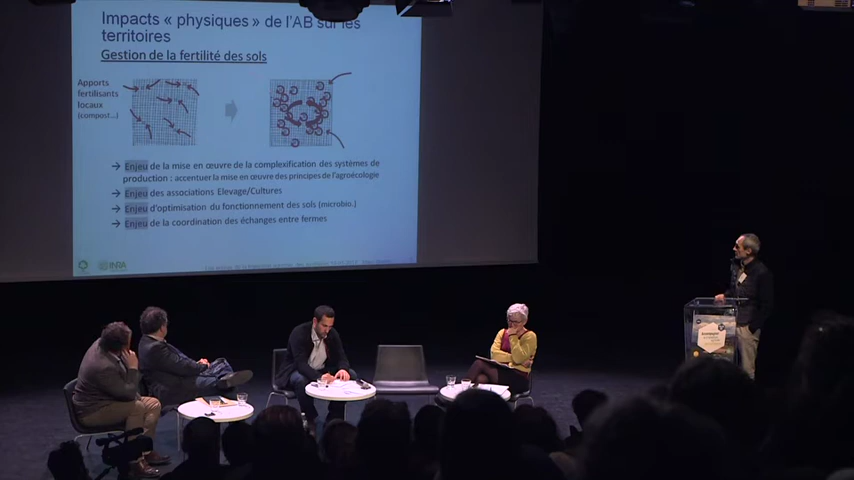 Impacts « physiques » de l'AB sur les
territoires
Gestion de la fertilité des sols
Apports
fertilisants
locaux
(compost...)
→ Enjeu de la mise en œuvre de la complexification des systèmes de
production : accentuer la mise en œuvre des principes de l'agroécologie
→ Enjeu des associations Elevage/Cultures
→ Enjeu d'optimisation du fonctionnement des sols (microbio.)
→ Enjeu de la coordination des échanges entre fermes
INRA